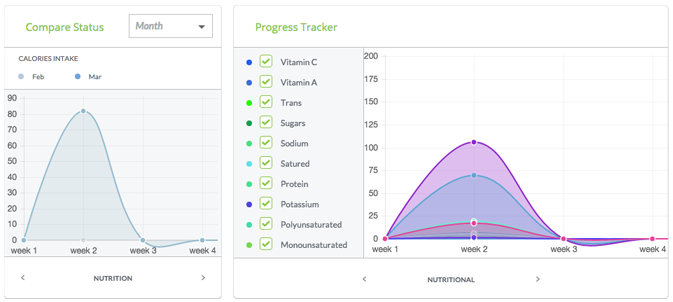 Compare Status
Month
CALORIES INTAKE
Feb
Mar
90
80
70
60
50
40
30
20
10
0
week 1
week 2
week 3
week 4
NUTRITION
Progress Tracker
Vitamin C
Vitamin A
Trans
Sugars
Sodium
Satured
Protein
Potassium
Polyunsaturated
Monounsaturated
200
175
150
125
100
75
50
25
0
week 1
week 2
week 3
week 4
NUTRITIONAL